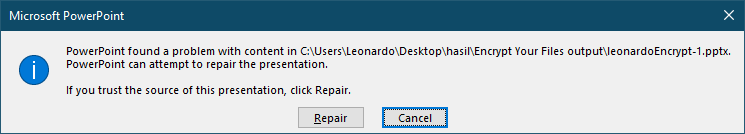 Microsoft PowerPoint
PowerPoint found a problem with content in C:\Users\Leonardo\Desktop\hasil\Encrypt Your Files output\leonardoEncrypt-1.pptx.
PowerPoint can attempt to repair the presentation.
If you trust the source of this presentation, click Repair.
Repair
Cancel